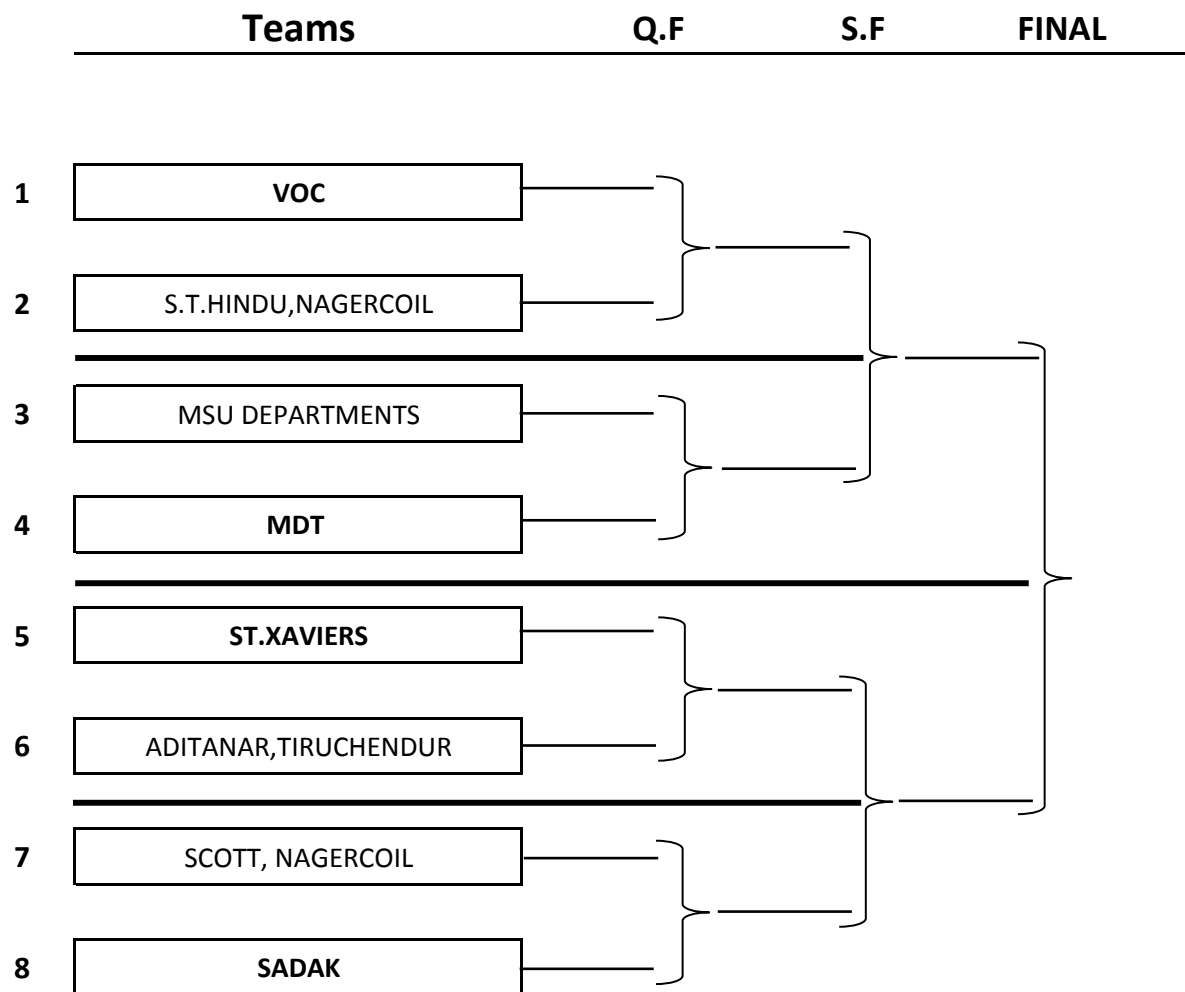 Teams Q.F S.F FINAL
1 VOC
2 S.T.HINDU,NAGERCOIL
3 MSU DEPARTMENTS
4 MDT
5 ST.XAVIERS
6 ADITANAR,TIRUCHENDUR
7 SCOTT, NAGERCOIL
8 SADAK